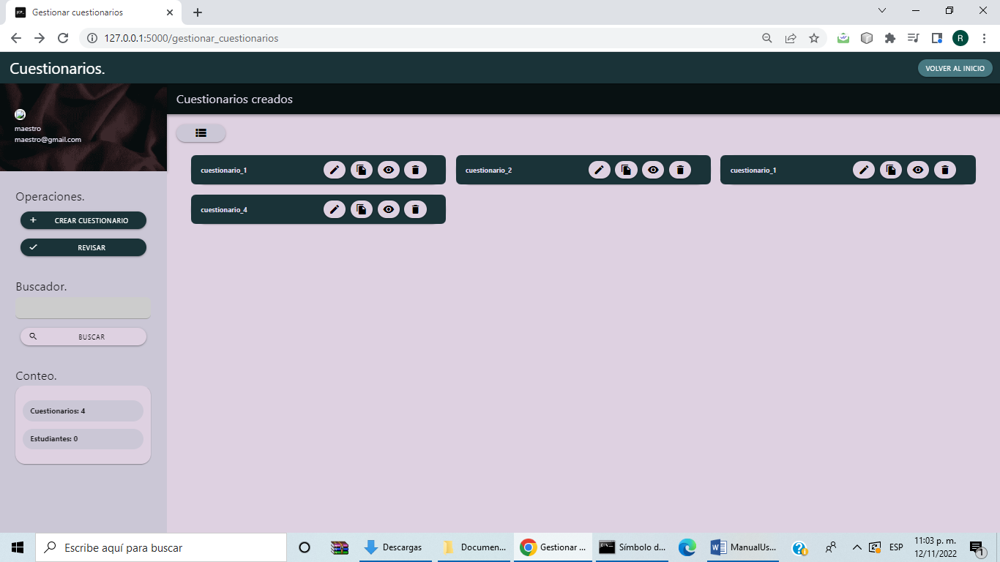 Gestionar cuestionarios
127.0.0.1:5000/gestionar_cuestionarios
R
Cuestionarios.
VOLVER AL INICIO
maestro
maestro@gmail.com
Cuestionarios creados
cuestionario_1
cuestionario_2
cuestionario_1
cuestionario_4
Operaciones.
CREAR CUESTIONARIO
REVISAR
Buscador.
BUSCAR
Conteo.
Cuestionarios: 4
Estudiantes: 0
Escribe aquí para buscar
Descargas
Documen...
Gestionar ...
Símbolo d...
ManualUs...
ESP
11:03 p. m.
12/11/2022
1